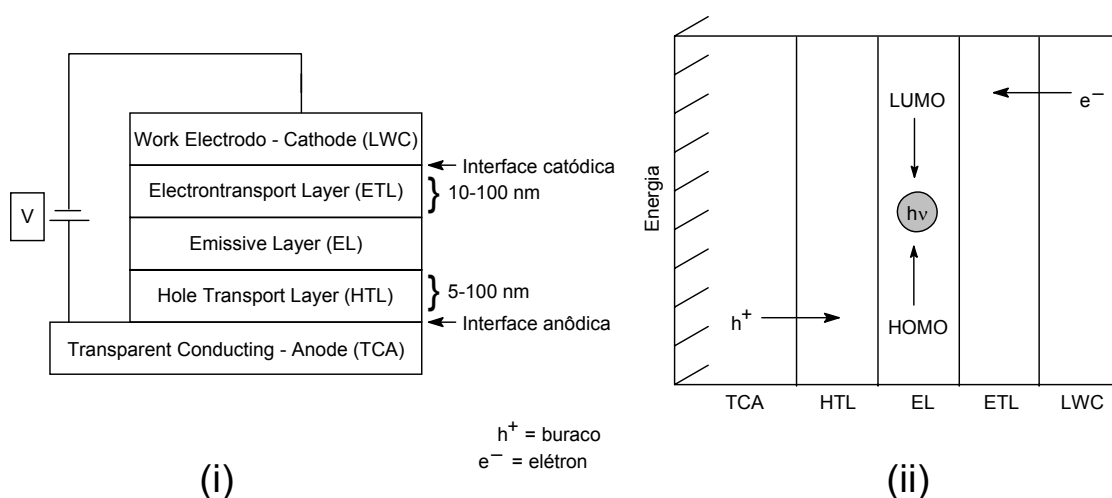 Work Electrodo - Cathode (LWC)
Interface catódica
Electrontransport Layer (ETL)
10-100 nm
V
Emissive Layer (EL)
Hole Transport Layer (HTL)
5-100 nm
Interface anôdica
Transparent Conducting - Anode (TCA)
h+ = buraco
e− = elétron
(i)
Energia
LUMO
e−
hν
h+
HOMO
TCA HTL EL ETL LWC
(ii)